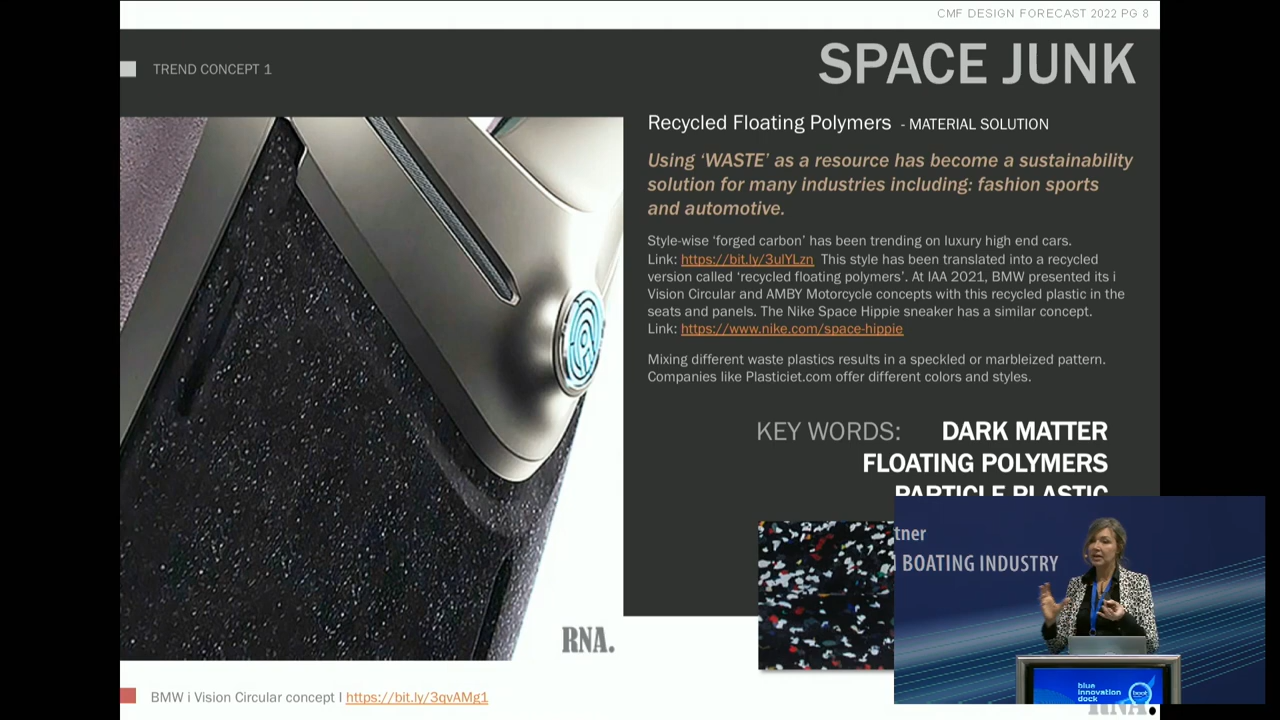 CMF DESIGN FORECAST 2022 PG 8
TREND CONCEPT 1
SPACE JUNK
Recycled Floating Polymers - MATERIAL SOLUTION
Using ‘WASTE’ as a resource has become a sustainability
solution for many industries including: fashion sports
and automotive.
Style-wise ‘forged carbon’ has been trending on luxury high end cars.
Link: https://bit.ly/3ulYLzn This style has been translated into a recycled
version called ‘recycled floating polymers’. At IAA 2021, BMW presented its i
Vision Circular and AMBY Motorcycle concepts with this recycled plastic in the
seats and panels. The Nike Space Hippie sneaker has a similar concept.
Link: https://www.nike.com/space-hippie
Mixing different waste plastics results in a speckled or marbleized pattern.
Companies like Plasticiet.com offer different colors and styles.
KEY WORDS: DARK MATTER
FLOATING POLYMERS
PARTICLE PLASTIC
RNA.
BMW i Vision Circular concept I https://bit.ly/3qvAMg1
tner
BOATING INDUSTRY
blue
innovation
dock
boot
RNA.